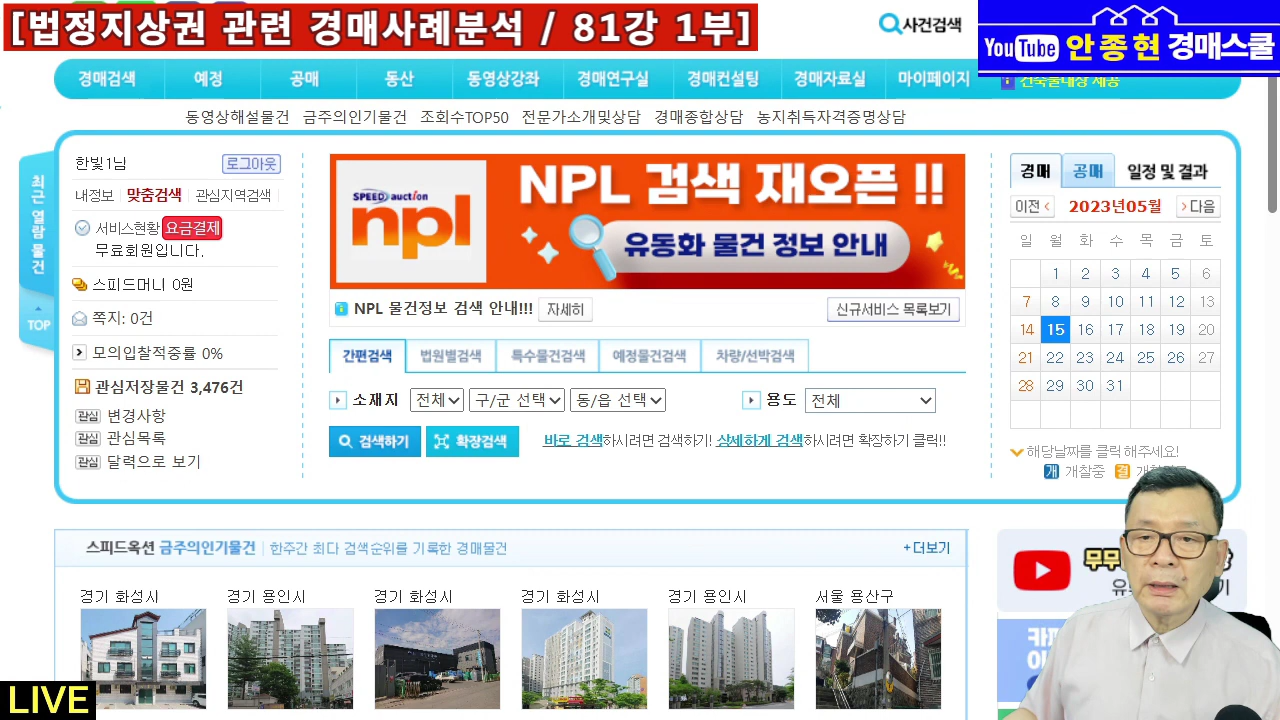 [법정지상권 관련 경매사례분석 / 81강 1부]
사건검색
YouTube 안종현 경매스쿨
경매검색 예정 공매 동산 동영상강좌 경매연구실 경매컨설팅 경매자료실 마이페이지
건축물대장 제공
동영상해설물건 금주의인기물건 조회수TOP50 전문가소개및상담 경매종합상담 농지취득자격증명상담
최근 열람 물건
TOP
한빛1님 로그아웃
내정보 맞춤검색 관심지역검색
서비스현황 요금결제
무료회원입니다.
스피드머니 0원
쪽지: 0건
모의입찰적중률 0%
관심저장물건 3,476건
관심 변경사항
관심 관심목록
관심 달력으로 보기
SPEED auction
npl
NPL 검색 재오픈 !!
유동화 물건 정보 안내
NPL 물건정보 검색 안내!!! 자세히 신규서비스 목록보기
간편검색 법원별검색 특수물건검색 예정물건검색 차량/선박검색
소재지 전체 구/군 선택 동/읍 선택 용도 전체
검색하기 확장검색 바로 검색하시려면 검색하기! 상세하게 검색하시려면 확장하기 클릭!!
경매 공매 일정 및 결과
이전 < 2023년05월 > 다음
일 월 화 수 목 금 토
1 2 3 4 5 6
7 8 9 10 11 12 13
14 15 16 17 18 19 20
21 22 23 24 25 26 27
28 29 30 31
해당날짜를 클릭 해주세요!
개 개찰중 결
스피드옥션 금주의인기물건 | 한주간 최다 검색순위를 기록한 경매물건 +더보기
경기 화성시 경기 용인시 경기 화성시 경기 화성시 경기 용인시 서울 용산구
무무
LIVE